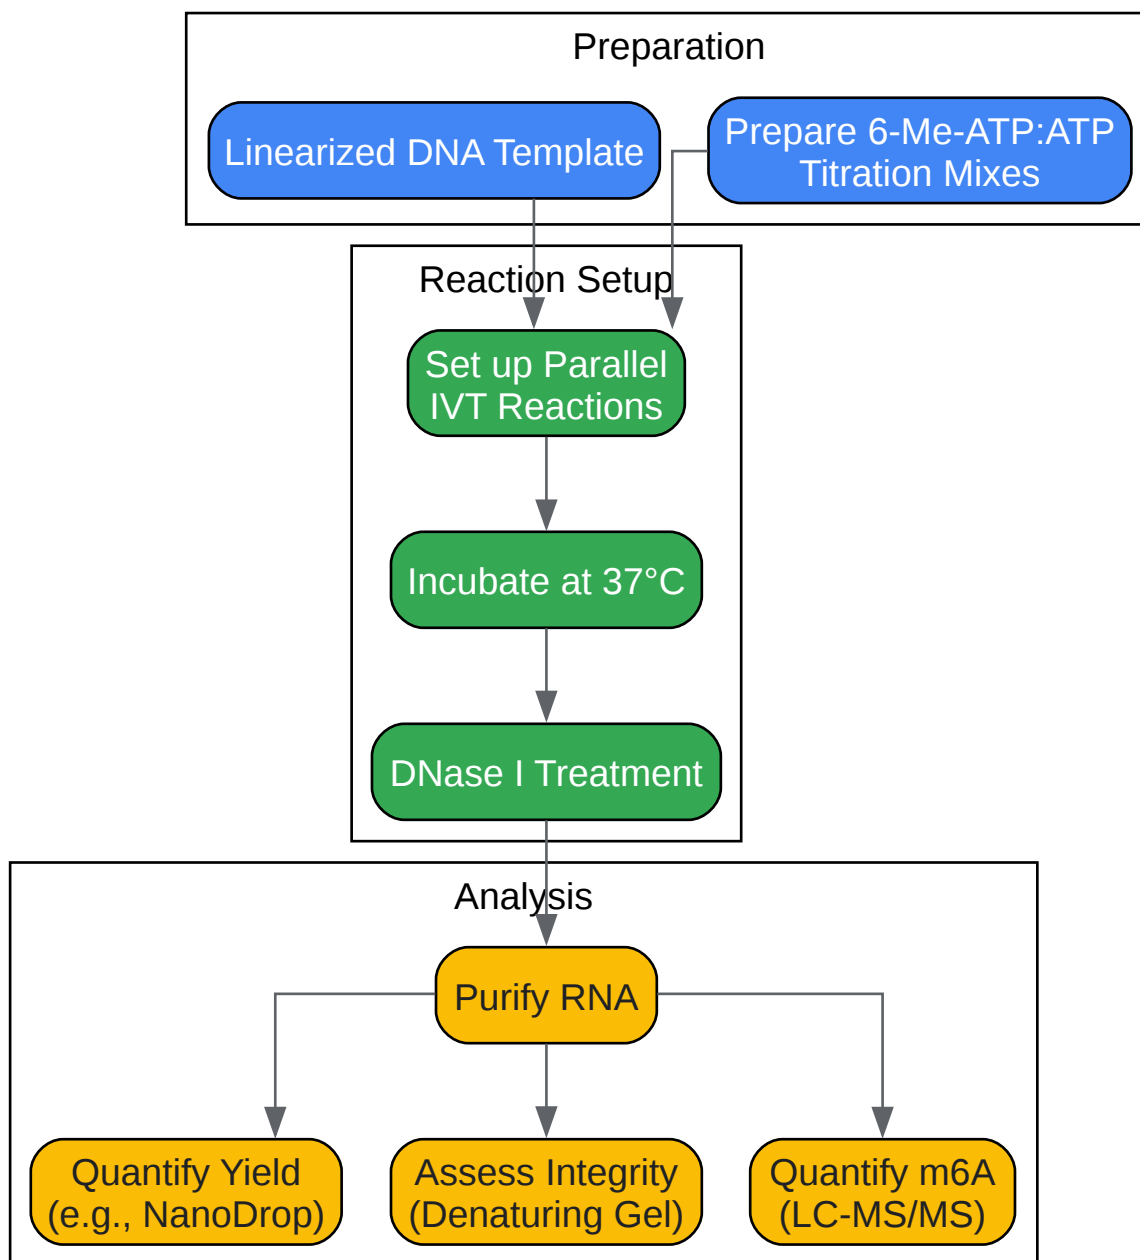 Preparation
Linearized DNA Template
Prepare 6-Me-ATP:ATP
Titration Mixes
Reaction Setup
Set up Parallel
IVT Reactions
Incubate at 37°C
DNase I Treatment
Analysis
Purify RNA
Quantify Yield
(e.g., NanoDrop)
Assess Integrity
(Denaturing Gel)
Quantify m6A
(LC-MS/MS)